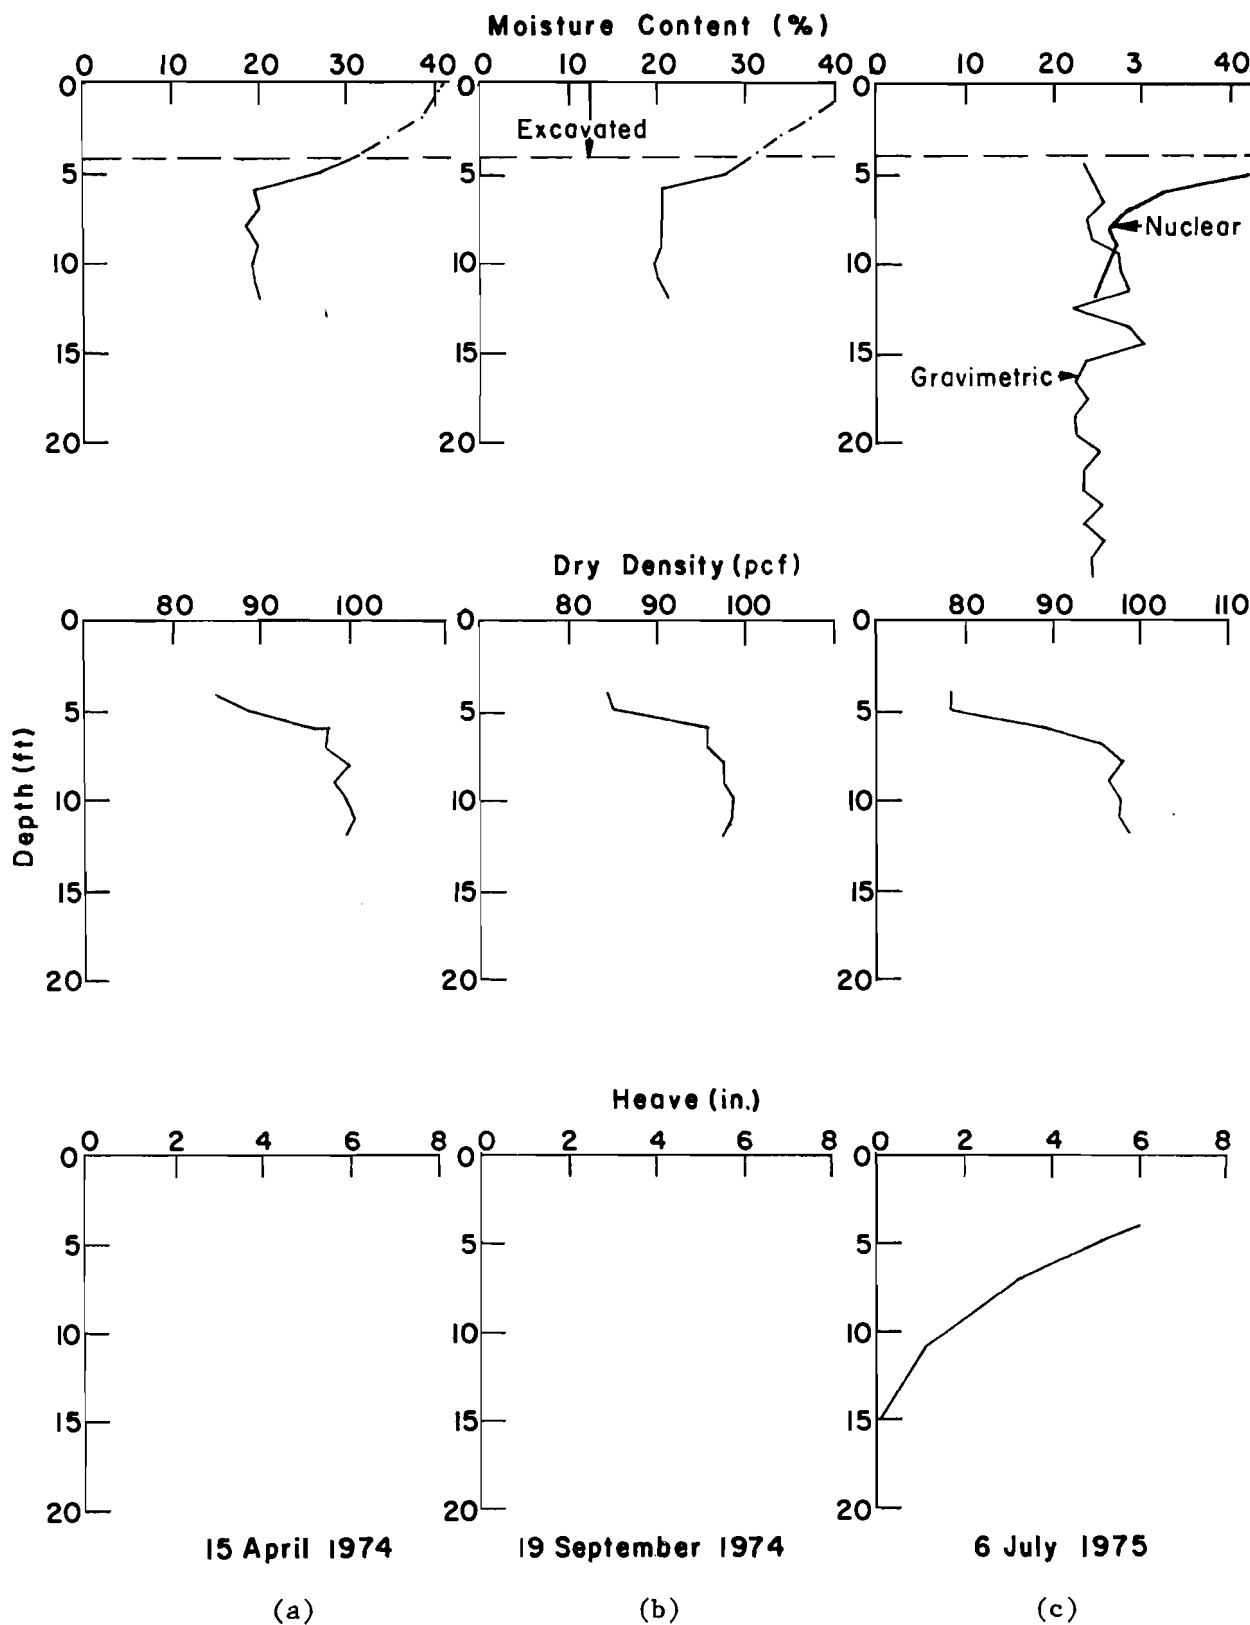 Moisture Content (%)
0 10 20 30 40 0 10 20 30 40 0 10 20 3 40
0 0 0
Excavated
5 5 5
Nuclear
10 10 10
15 15 15
Gravimetric
20 20 20
Dry Density (pcf)
80 90 100 80 90 100 80 90 100 110
0 0 0
5 5 5
Depth (ft)
10 10 10
15 15 15
20 20 20
Heave (in.)
0 2 4 6 8 0 2 4 6 8 0 2 4 6 8
0 0 0
5 5 5
10 10 10
15 15 15
20 20 20
15 April 1974 19 September 1974 6 July 1975
(a) (b) (c)